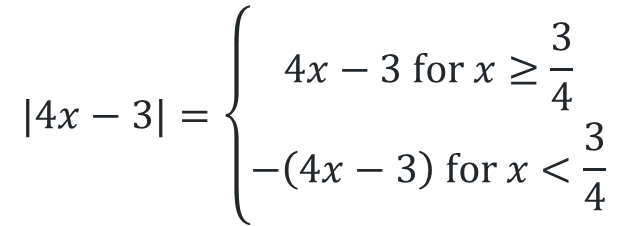 |4x − 3| = { 4x − 3 for x ≥ 3/4
−(4x − 3) for x < 3/4